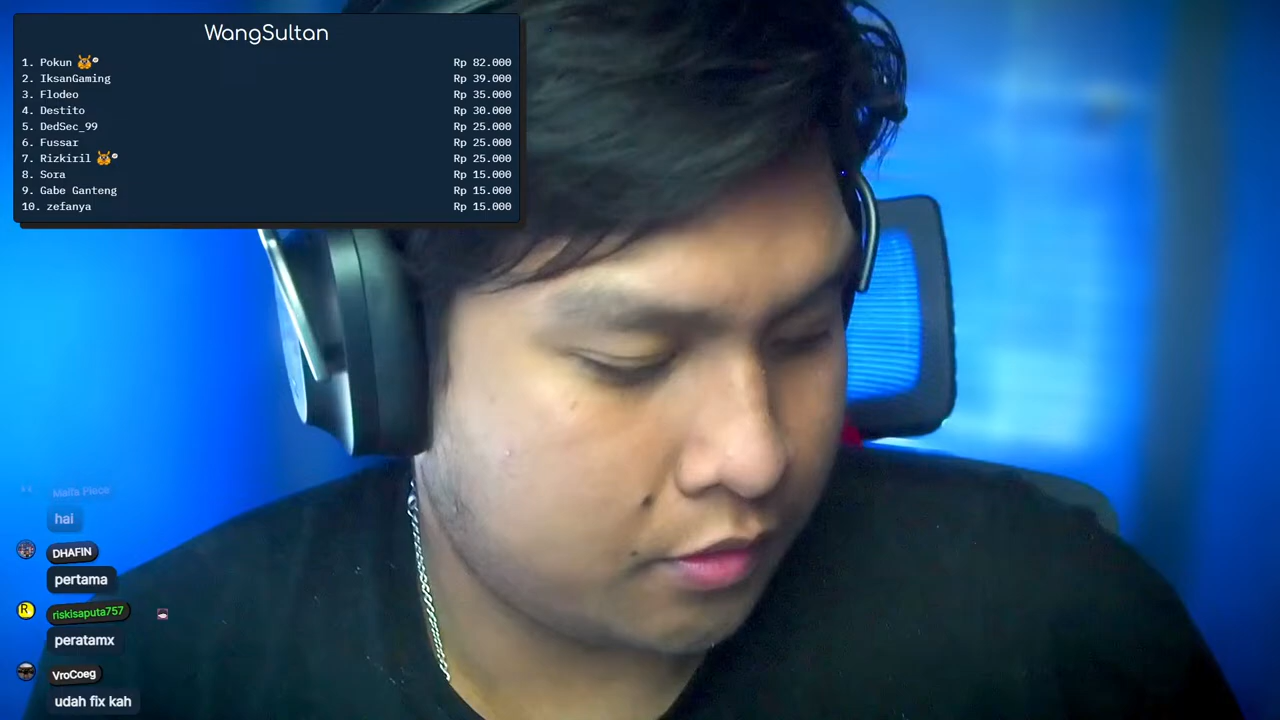 WangSultan
1. Pokun Rp 82.000
2. IksanGaming Rp 39.000
3. Flodeo Rp 35.000
4. Destito Rp 30.000
5. DedSec_99 Rp 25.000
6. Fussar Rp 25.000
7. Rizkiril Rp 25.000
8. Sora Rp 15.000
9. Gabe Ganteng Rp 15.000
10. zefanya Rp 15.000
hai
DHAFIN
pertama
R
riskisaputa757
peratamx
VroCoeg
udah fix kah